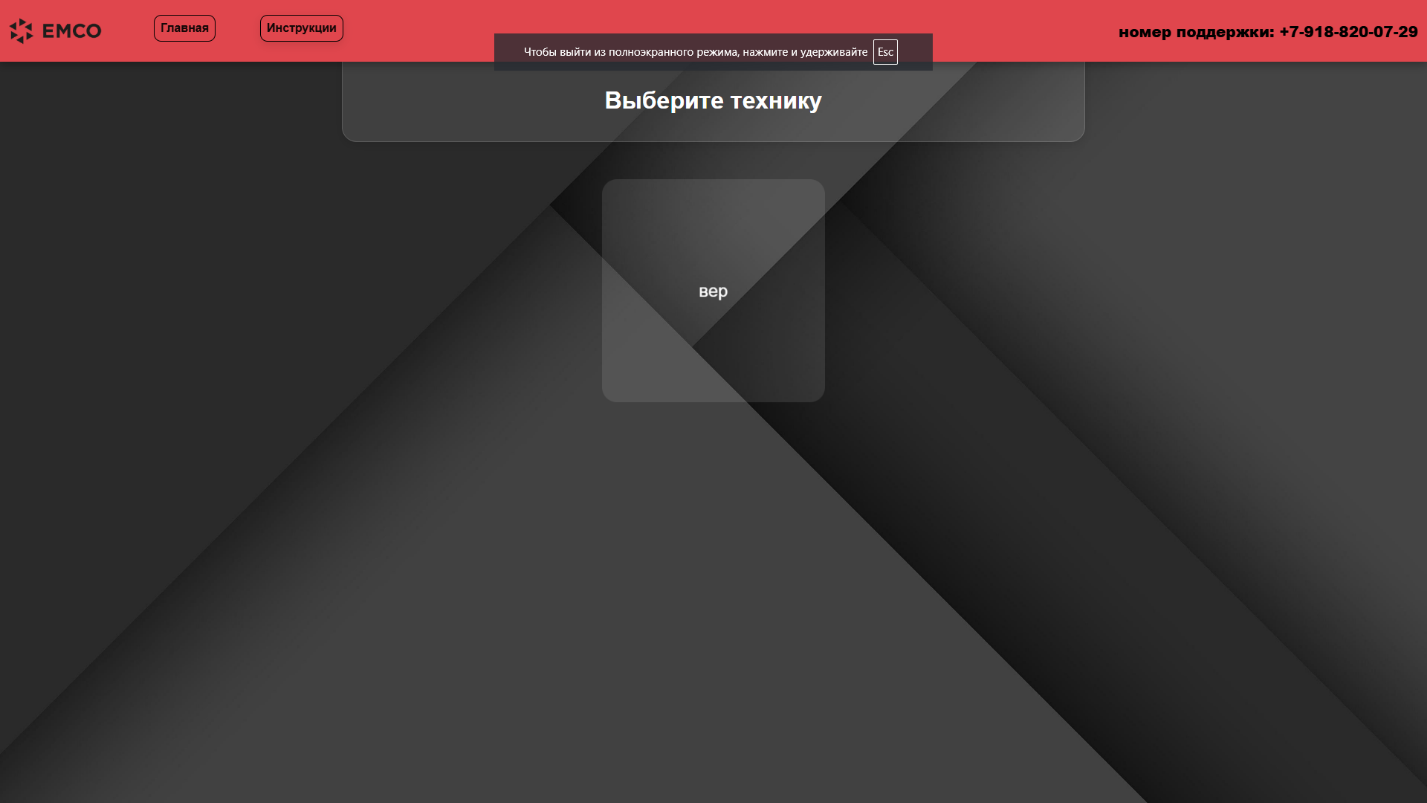 EMCO
Главная
Инструкции
номер поддержки: +7-918-820-07-29
Чтобы выйти из полноэкранного режима, нажмите и удерживайте Esc
Выберите технику
вер